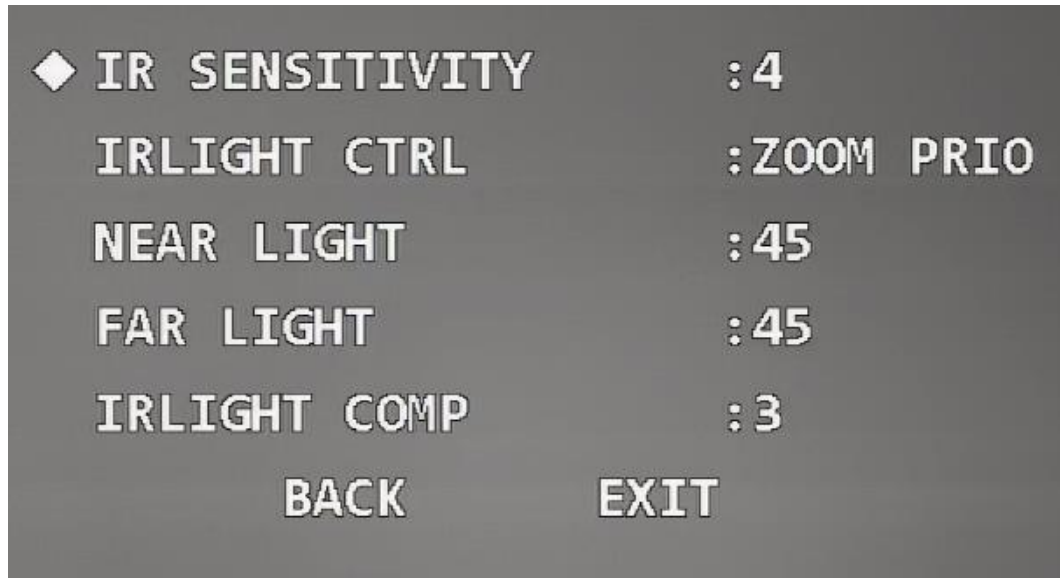 IR SENSITIVITY :4
IRLIGHT CTRL :ZOOM PRIO
NEAR LIGHT :45
FAR LIGHT :45
IRLIGHT COMP :3
BACK EXIT